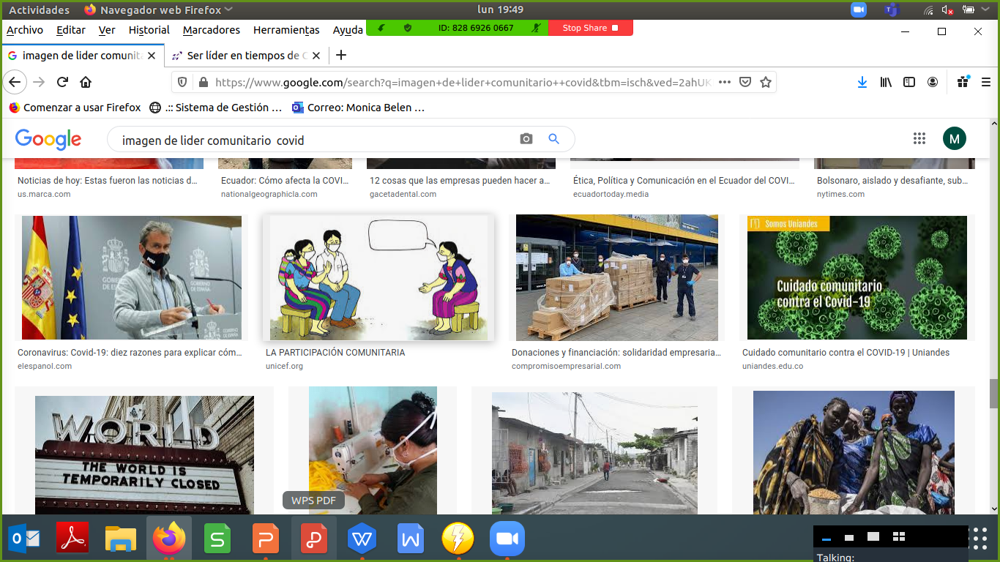 Actividades Navegador web Firefox lun 19:49
Archivo Editar Ver Historial Marcadores Herramientas Ayuda ID: 828 6926 0667 Stop Share
imagen de lider comunita Ser líder en tiempos de C
https://www.google.com/search?q=imagen+de+lider+comunitario++covid&tbm=isch&ved=2ahUK
Comenzar a usar Firefox .:: Sistema de Gestión ... Correo: Monica Belen ...
Google imagen de lider comunitario covid M
Noticias de hoy: Estas fueron las noticias d... Ecuador: Cómo afecta la COVI... 12 cosas que las empresas pueden hacer a... Ética, Política y Comunicación en el Ecuador del COVI... Bolsonaro, aislado y desafiante, sub...
us.marca.com nationalgeographicla.com gacetadental.com ecuadortoday.media nytimes.com
Somos Uniandes
Cuidado comunitario
contra el Covid-19
Coronavirus: Covid-19: diez razones para explicar cóm... LA PARTICIPACIÓN COMUNITARIA Donaciones y financiación: solidaridad empresaria... Cuidado comunitario contra el COVID-19 | Uniandes
elespanol.com unicef.org compromisoempresarial.com uniandes.edu.co
WORLD
THE WORLD IS
TEMPORARILY CLOSED
WPS PDF
Talking: